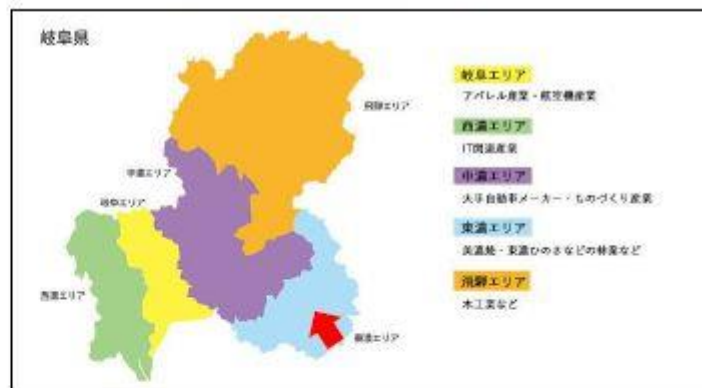 岐阜県
岐阜エリア
アパレル産業・航空機産業
飛騨エリア
西濃エリア
IT関連産業
中濃エリア
中濃エリア
大手自動車メーカー・ものづくり産業
岐阜エリア
東濃エリア
美濃焼・東濃ひのきなどの林業など
飛騨エリア
西濃エリア
木工業など
東濃エリア